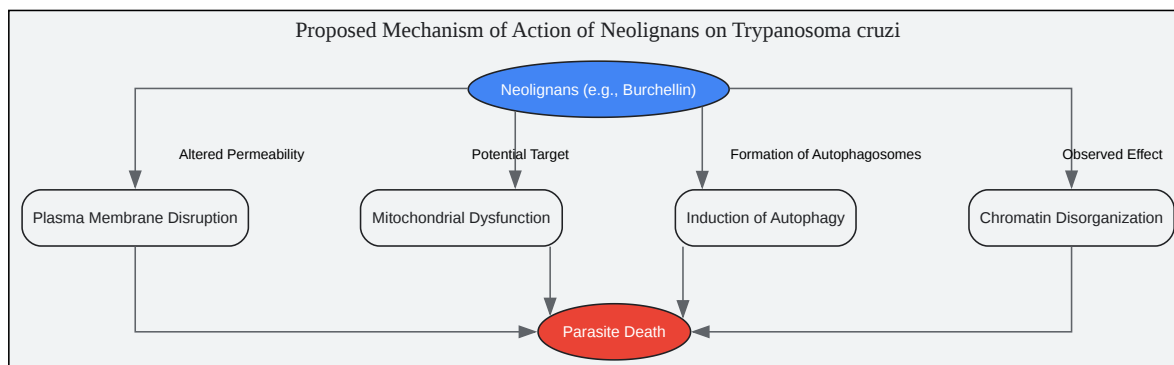 Proposed Mechanism of Action of Neolignans on Trypanosoma cruzi
Neolignans (e.g., Burchellin)
Altered Permeability
Potential Target
Formation of Autophagosomes
Observed Effect
Plasma Membrane Disruption
Mitochondrial Dysfunction
Induction of Autophagy
Chromatin Disorganization
Parasite Death